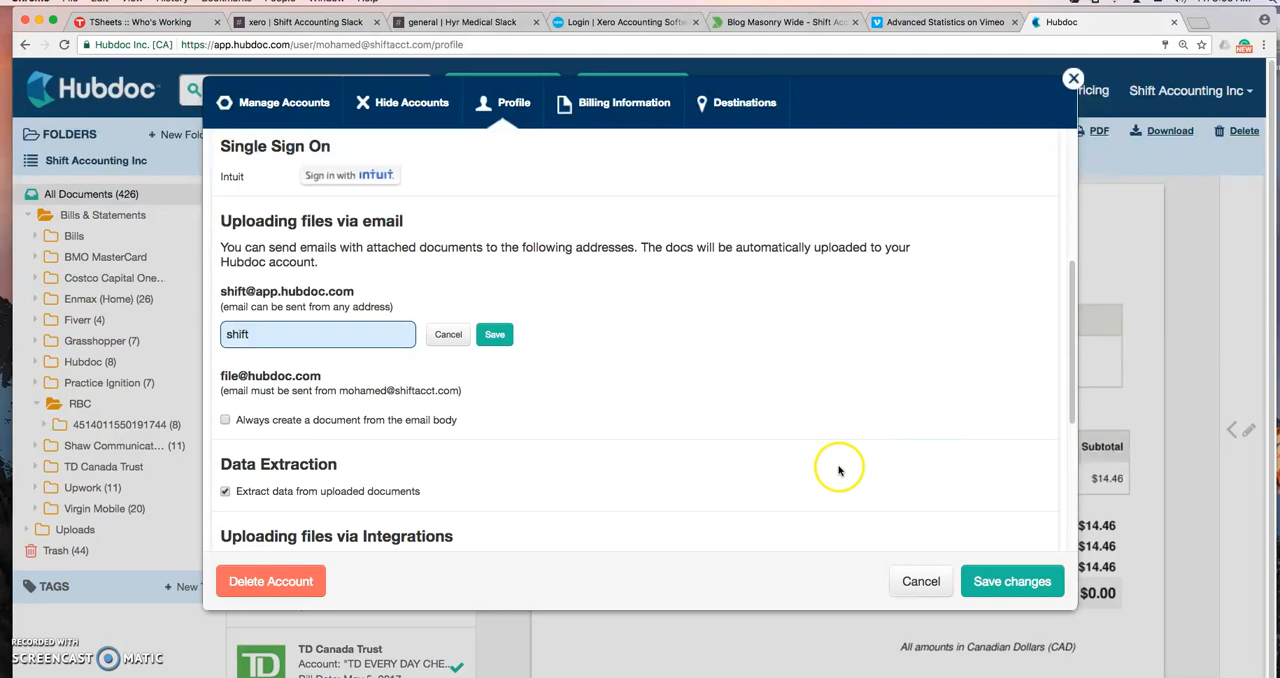 TSheets :: Who's Working
xero | Shift Accounting Slack
general | Hyr Medical Slack
Login | Xero Accounting Softw
Blog Masonry Wide - Shift Acc
Advanced Statistics on Vimeo
Hubdoc
Hubdoc Inc. [CA] https://app.hubdoc.com/user/mohamed@shiftacct.com/profile
NEW
Hubdoc
Shift Accounting Inc
Manage Accounts
Hide Accounts
Profile
Billing Information
Destinations
FOLDERS
+ New Fol
PDF
Download
Delete
Shift Accounting Inc
All Documents (426)
Bills & Statements
Bills
BMO MasterCard
Costco Capital One...
Enmax (Home) (26)
Fiverr (4)
Grasshopper (7)
Hubdoc (8)
Practice Ignition (7)
RBC
4514011550191744 (8)
Shaw Communicat... (11)
TD Canada Trust
Upwork (11)
Virgin Mobile (20)
Uploads
Trash (44)
TAGS
+ New
Single Sign On
Intuit
Sign in with intuit.
Uploading files via email
You can send emails with attached documents to the following addresses. The docs will be automatically uploaded to your
Hubdoc account.
shift@app.hubdoc.com
(email can be sent from any address)
shift
Cancel
Save
file@hubdoc.com
(email must be sent from mohamed@shiftacct.com)
Always create a document from the email body
Data Extraction
Extract data from uploaded documents
Uploading files via Integrations
Delete Account
Cancel
Save changes
Subtotal
$14.46
$14.46
$14.46
$14.46
$0.00
All amounts in Canadian Dollars (CAD)
TD
TD Canada Trust
Account: "TD EVERY DAY CHE...
RECORDED WITH
SCREENCAST MATIC